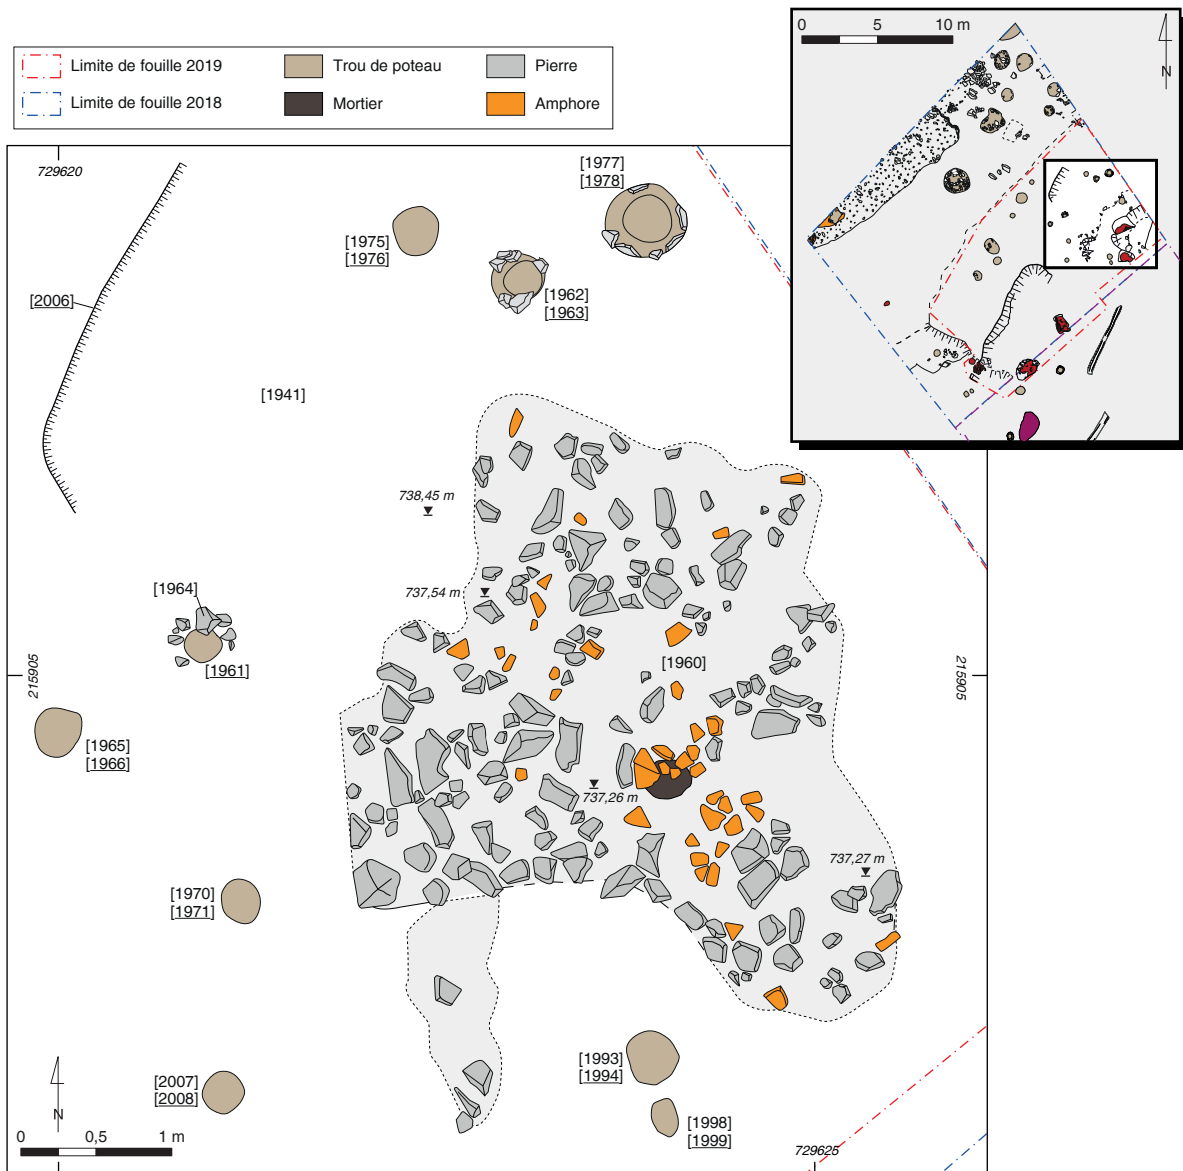 Limite de fouille 2019
Trou de poteau
Pierre
Limite de fouille 2018
Mortier
Amphore
0 5 10 m
N
729620
[1977]
[1978]
[1975]
[1976]
[1962]
[1963]
[2006]
[1941]
738,45 m
737,54 m
[1964]
[1961]
[1960]
215905
215905
[1965]
[1966]
737,26 m
737,27 m
[1970]
[1971]
[1993]
[1994]
[2007]
[2008]
[1998]
[1999]
N
0 0,5 1 m
729625